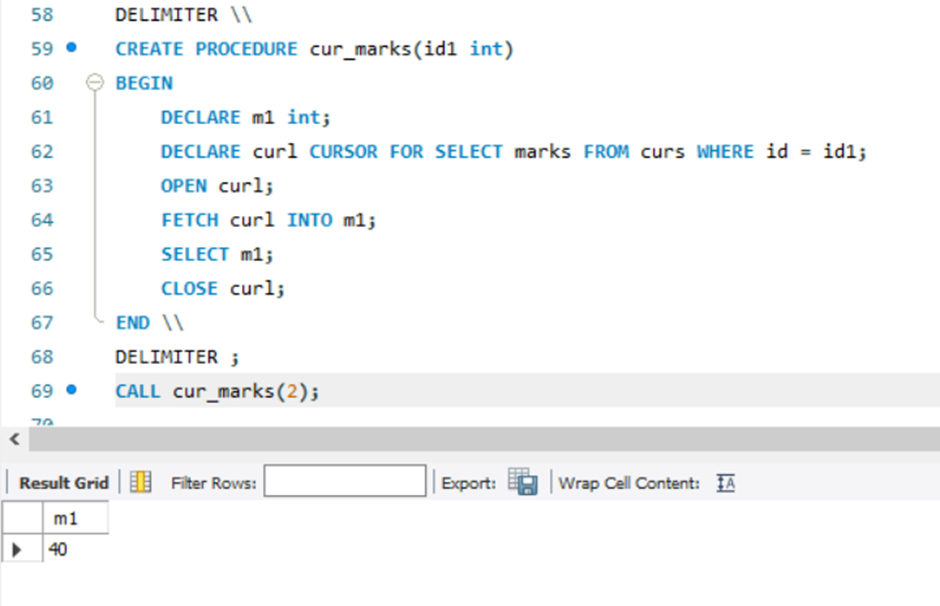 58 DELIMITER \\
59 CREATE PROCEDURE cur_marks(id1 int)
60 BEGIN
61 DECLARE m1 int;
62 DECLARE curl CURSOR FOR SELECT marks FROM curs WHERE id = id1;
63 OPEN curl;
64 FETCH curl INTO m1;
65 SELECT m1;
66 CLOSE curl;
67 END \\
68 DELIMITER ;
69 CALL cur_marks(2);
70
Result Grid Filter Rows: Export: Wrap Cell Content: IA
m1
40